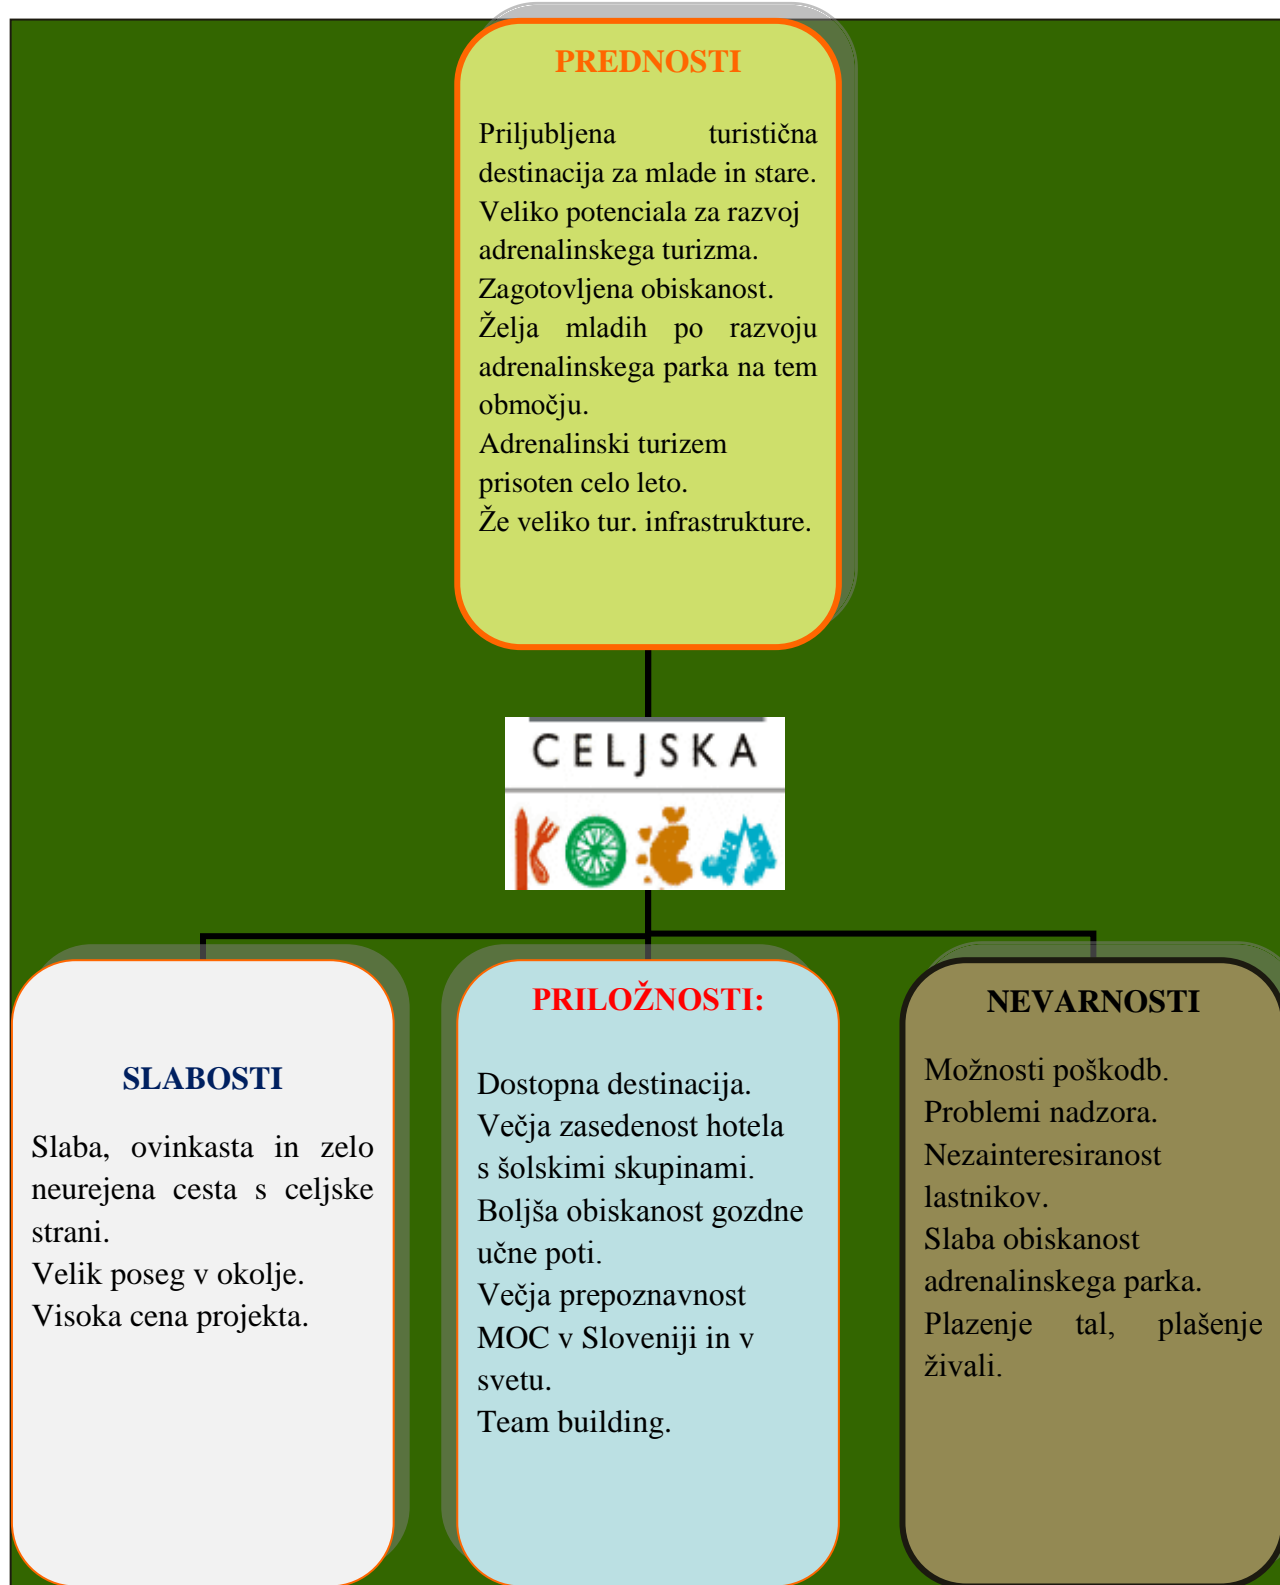 PREDNOSTI
Priljubljena turistična
destinacija za mlade in stare.
Veliko potenciala za razvoj
adrenalinskega turizma.
Zagotovljena obiskanost.
Želja mladih po razvoju
adrenalinskega parka na tem
območju.
Adrenalinski turizem
prisoten celo leto.
Že veliko tur. infrastrukture.
CELJSKA
KOČA
SLABOSTI
Slaba, ovinkasta in zelo
neurejena cesta s celjske
strani.
Velik poseg v okolje.
Visoka cena projekta.
PRILOŽNOSTI:
Dostopna destinacija.
Večja zasedenost hotela
s šolskimi skupinami.
Boljša obiskanost gozdne
učne poti.
Večja prepoznavnost
MOC v Sloveniji in v
svetu.
Team building.
NEVARNOSTI
Možnosti poškodb.
Problemi nadzora.
Nezainteresiranost
lastnikov.
Slaba obiskanost
adrenalinskega parka.
Plazenje tal, plašenje
živali.